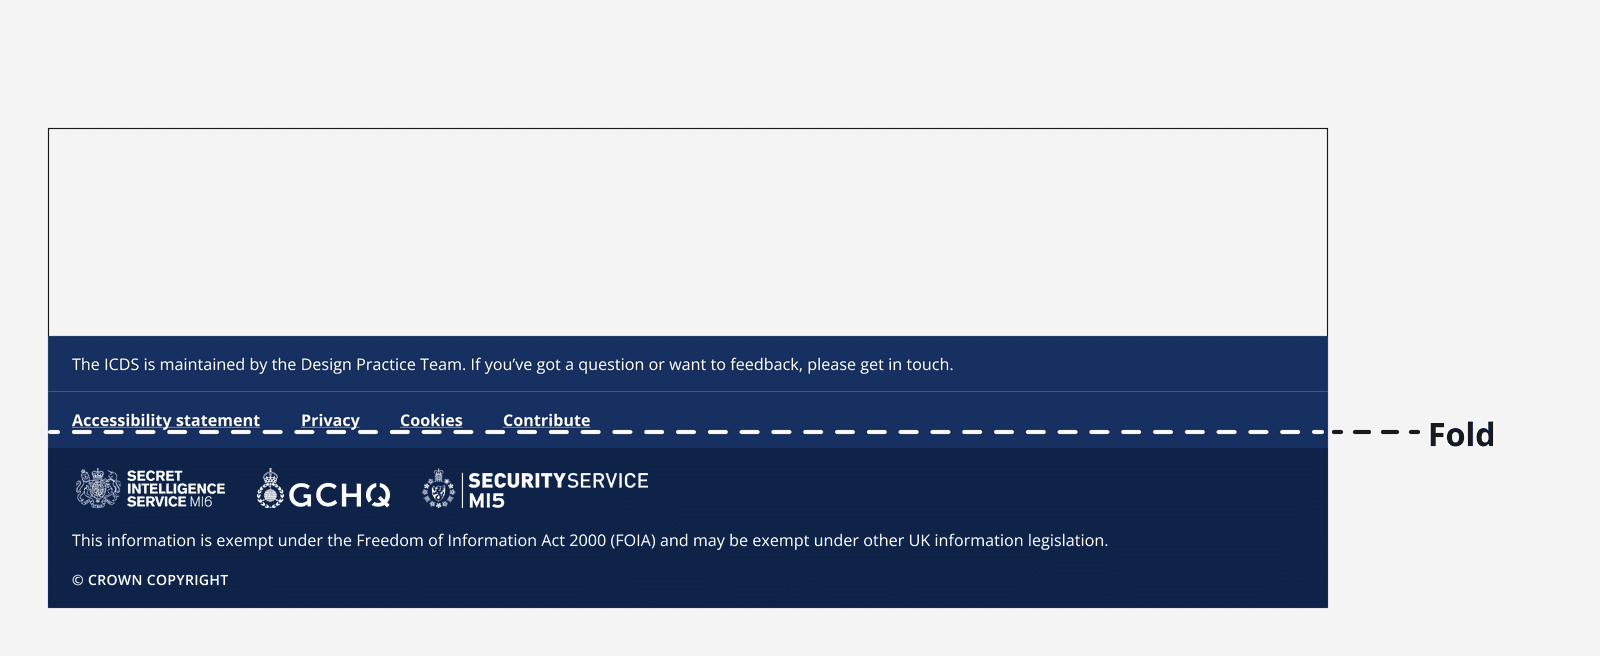 The ICDS is maintained by the Design Practice Team. If you’ve got a question or want to feedback, please get in touch.
Accessibility statement Privacy Cookies Contribute
Fold
SECRET
INTELLIGENCE
SERVICE MI6
GCHQ
SECURITYSERVICE
MI5
This information is exempt under the Freedom of Information Act 2000 (FOIA) and may be exempt under other UK information legislation.
© CROWN COPYRIGHT